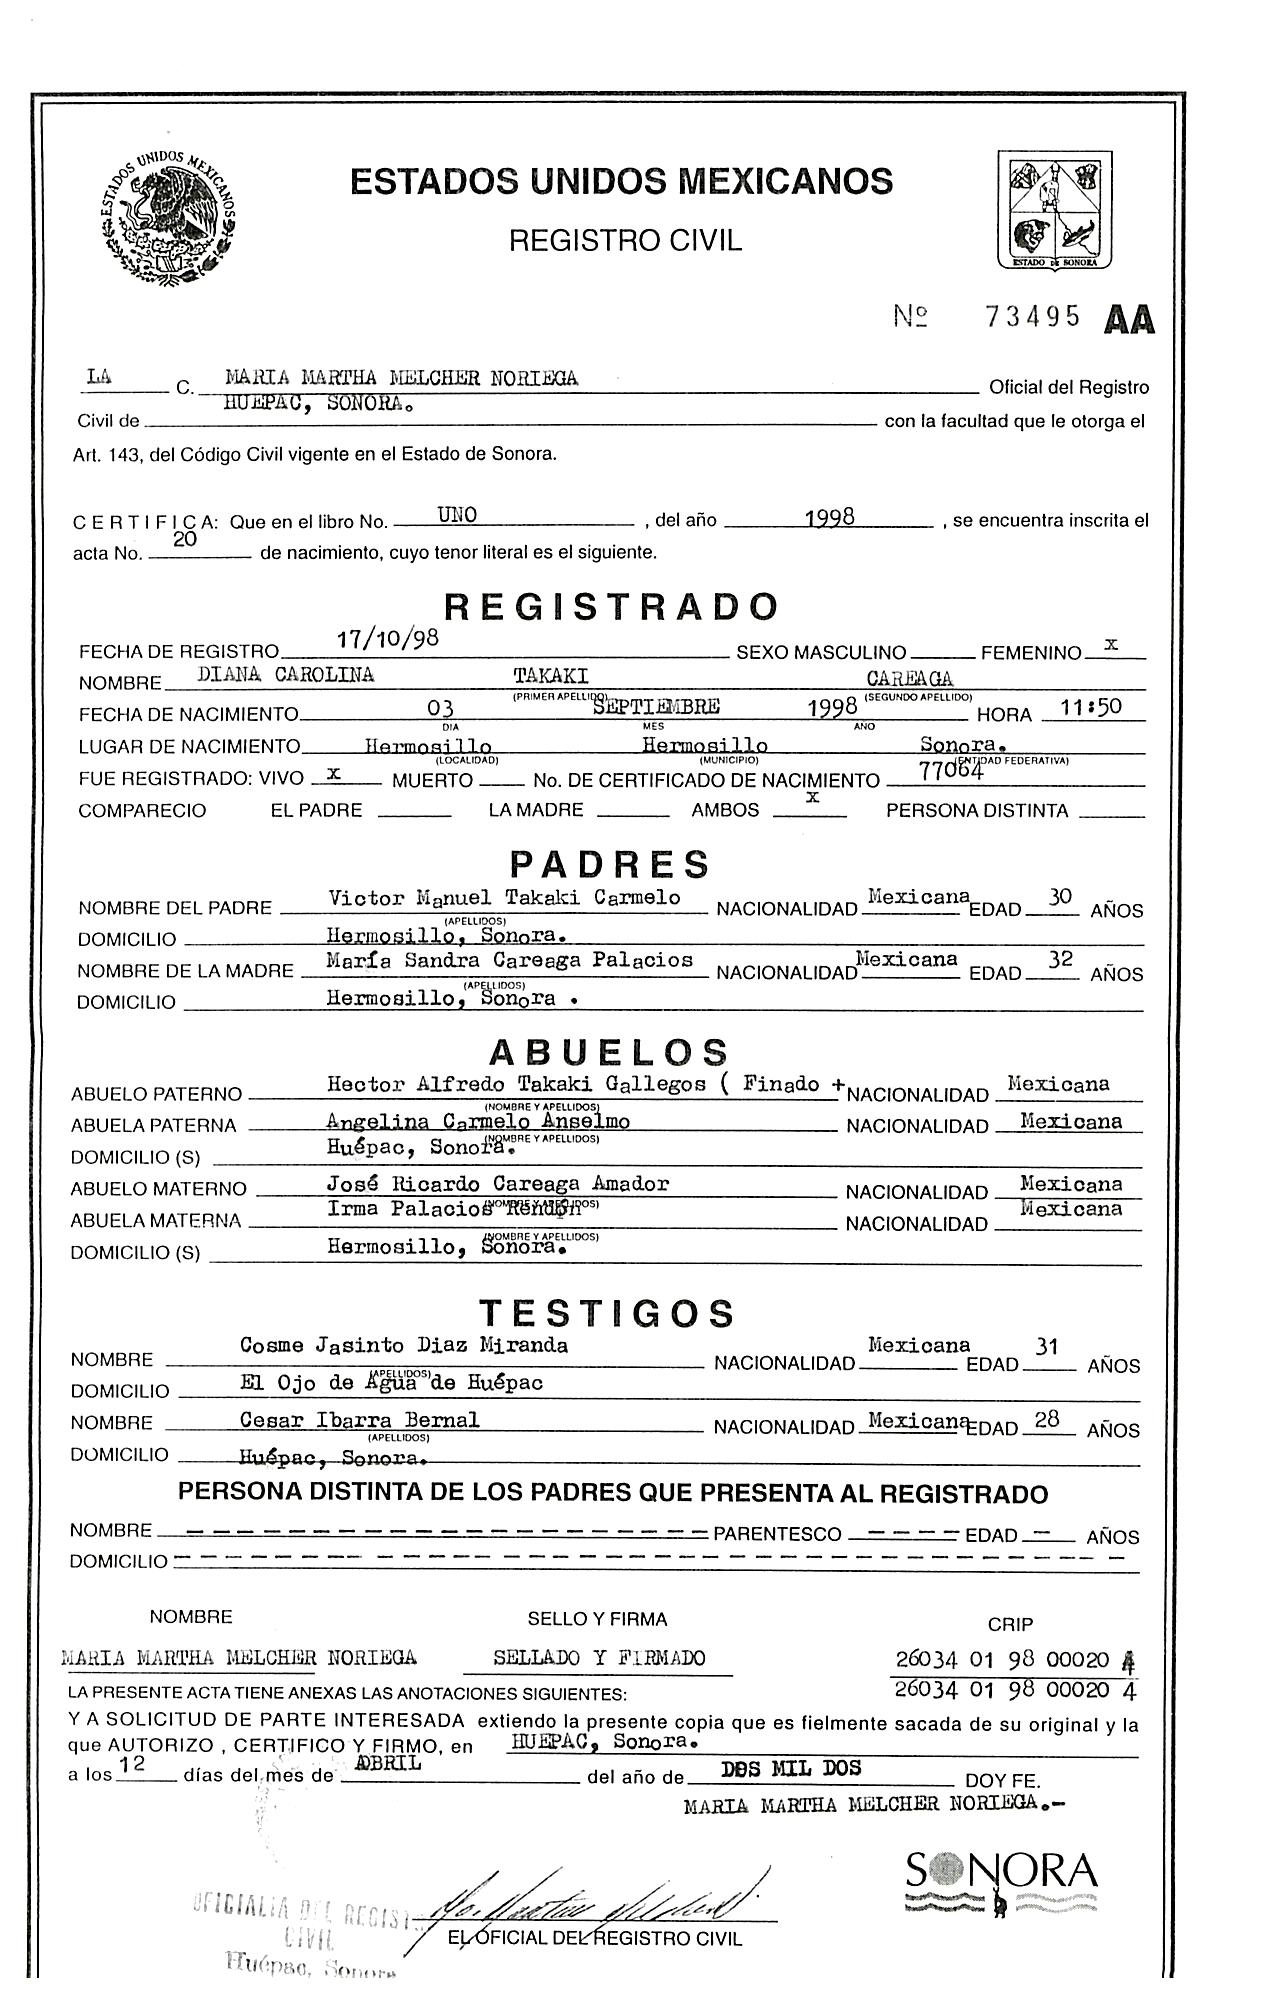 ESTADOS UNIDOS MEXICANOS
ESTADOS UNIDOS MEXICANOS
REGISTRO CIVIL
ESTADO DE SONORA
Nº 73495 AA
LA C. MARIA MARTHA MELCHER NORIEGA Oficial del Registro
Civil de HUEPAC, SONORA. con la facultad que le otorga el
Art. 143, del Código Civil vigente en el Estado de Sonora.
CERTIFICA: Que en el libro No. UNO , del año 1998 , se encuentra inscrita el
acta No. 20 de nacimiento, cuyo tenor literal es el siguiente.
REGISTRADO
FECHA DE REGISTRO 17/10/98 SEXO MASCULINO FEMENINO x
NOMBRE DIANA CAROLINA TAKAKI CAREAGA
(PRIMER APELLIDO) (SEGUNDO APELLIDO)
FECHA DE NACIMIENTO 03 SEPTIEMBRE 1998 HORA 11:50
DIA MES AÑO
LUGAR DE NACIMIENTO Hermosillo Hermosillo Sonora.
(LOCALIDAD) (MUNICIPIO) (ENTIDAD FEDERATIVA)
FUE REGISTRADO: VIVO x MUERTO No. DE CERTIFICADO DE NACIMIENTO 77064
COMPARECIO EL PADRE LA MADRE AMBOS x PERSONA DISTINTA
PADRES
NOMBRE DEL PADRE Victor Manuel Takaki Carmelo NACIONALIDAD Mexicana EDAD 30 AÑOS
(APELLIDOS)
DOMICILIO Hermosillo, Sonora.
NOMBRE DE LA MADRE María Sandra Careaga Palacios NACIONALIDAD Mexicana EDAD 32 AÑOS
(APELLIDOS)
DOMICILIO Hermosillo, Sonora .
ABUELOS
ABUELO PATERNO Hector Alfredo Takaki Gallegos ( Finado + NACIONALIDAD Mexicana
(NOMBRE Y APELLIDOS)
ABUELA PATERNA Angelina Carmelo Anselmo NACIONALIDAD Mexicana
(NOMBRE Y APELLIDOS)
DOMICILIO (S) Huépac, Sonora.
ABUELO MATERNO José Ricardo Careaga Amador NACIONALIDAD Mexicana
(NOMBRE Y APELLIDOS)
ABUELA MATERNA Irma Palacios Rendón NACIONALIDAD Mexicana
(NOMBRE Y APELLIDOS)
DOMICILIO (S) Hermosillo, Sonora.
TESTIGOS
NOMBRE Cosme Jasinto Diaz Miranda NACIONALIDAD Mexicana EDAD 31 AÑOS
(APELLIDOS)
DOMICILIO El Ojo de Agua de Huépac
NOMBRE Cesar Ibarra Bernal NACIONALIDAD Mexicana EDAD 28 AÑOS
(APELLIDOS)
DOMICILIO Huépac, Sonora.
PERSONA DISTINTA DE LOS PADRES QUE PRESENTA AL REGISTRADO
NOMBRE PARENTESCO EDAD AÑOS
DOMICILIO
NOMBRE SELLO Y FIRMA CRIP
MARIA MARTHA MELCHER NORIEGA SELLADO Y FIRMADO 26034 01 98 00020 4
LA PRESENTE ACTA TIENE ANEXAS LAS ANOTACIONES SIGUIENTES: 26034 01 98 00020 4
Y A SOLICITUD DE PARTE INTERESADA extiendo la presente copia que es fielmente sacada de su original y la
que AUTORIZO , CERTIFICO Y FIRMO, en HUEPAC, Sonora.
a los 12 días del mes de ABRIL del año de DOS MIL DOS DOY FE.
MARIA MARTHA MELCHER NORIEGA.-
SONORA
OFICIALIA DEL REGISTRO
CIVIL
Huépac, Sonora
Ma. Martha Melcher N.
EL OFICIAL DEL REGISTRO CIVIL